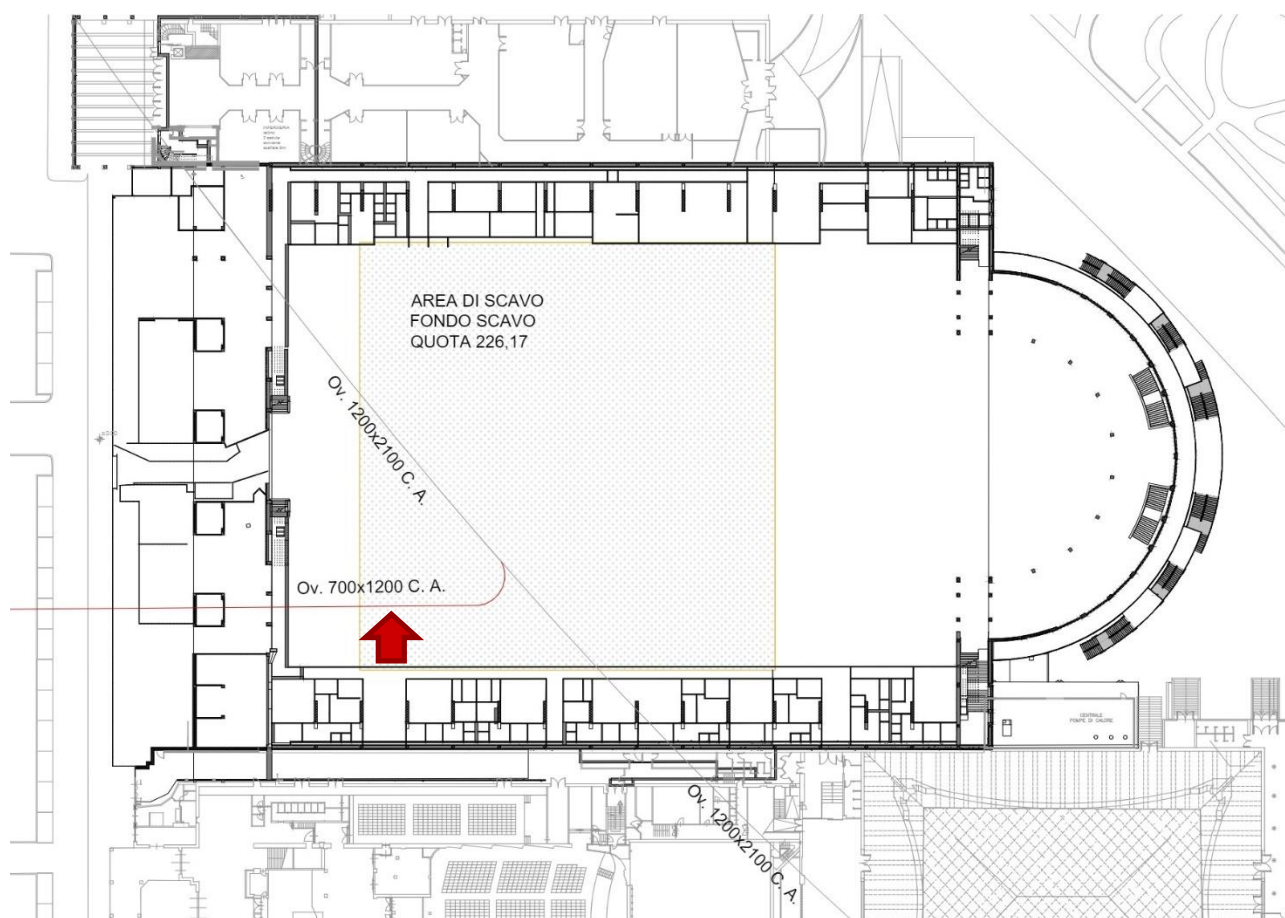 AREA DI SCAVO
FONDO SCAVO
QUOTA 226,17
Ov. 1200x2100 C. A.
Ov. 700x1200 C. A.
CENTRALE
POMPE DI CALORE
Ov. 1200x2100 C. A.